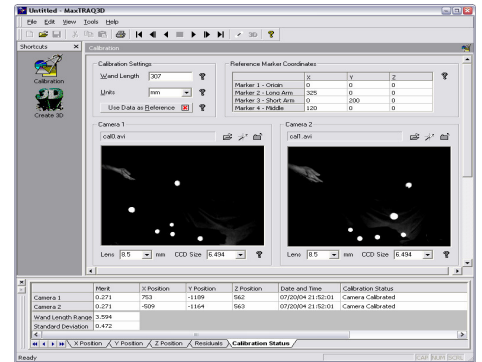 Untitled - MaxTRAQ3D
File Edit View Tools Help
3D
Shortcuts
Calibration
Create 3D
Calibration
Calibration Settings
Wand Length 307
Units mm
Use Data as Reference
Reference Marker Coordinates
X Y Z
Marker 1 - Origin 0 0 0
Marker 2 - Long Arm 325 0 0
Marker 3 - Short Arm 0 200 0
Marker 4 - Middle 120 0 0
Camera 1
cal0.avi
Lens 8.5 mm CCD Size 6.494
Camera 2
cal1.avi
Lens 8.5 mm CCD Size 6.494
Merit X Position Y Position Z Position Date and Time Calibration Status
Camera 1 0.271 753 -1189 562 07/20/04 21:52:01 Camera Calibrated
Camera 2 0.271 -509 -1164 563 07/20/04 21:52:01 Camera Calibrated
Wand Length Range 3.594
Standard Deviation 0.472
X Position Y Position Z Position Residuals Calibration Status
Ready
CAP NUM SCRL